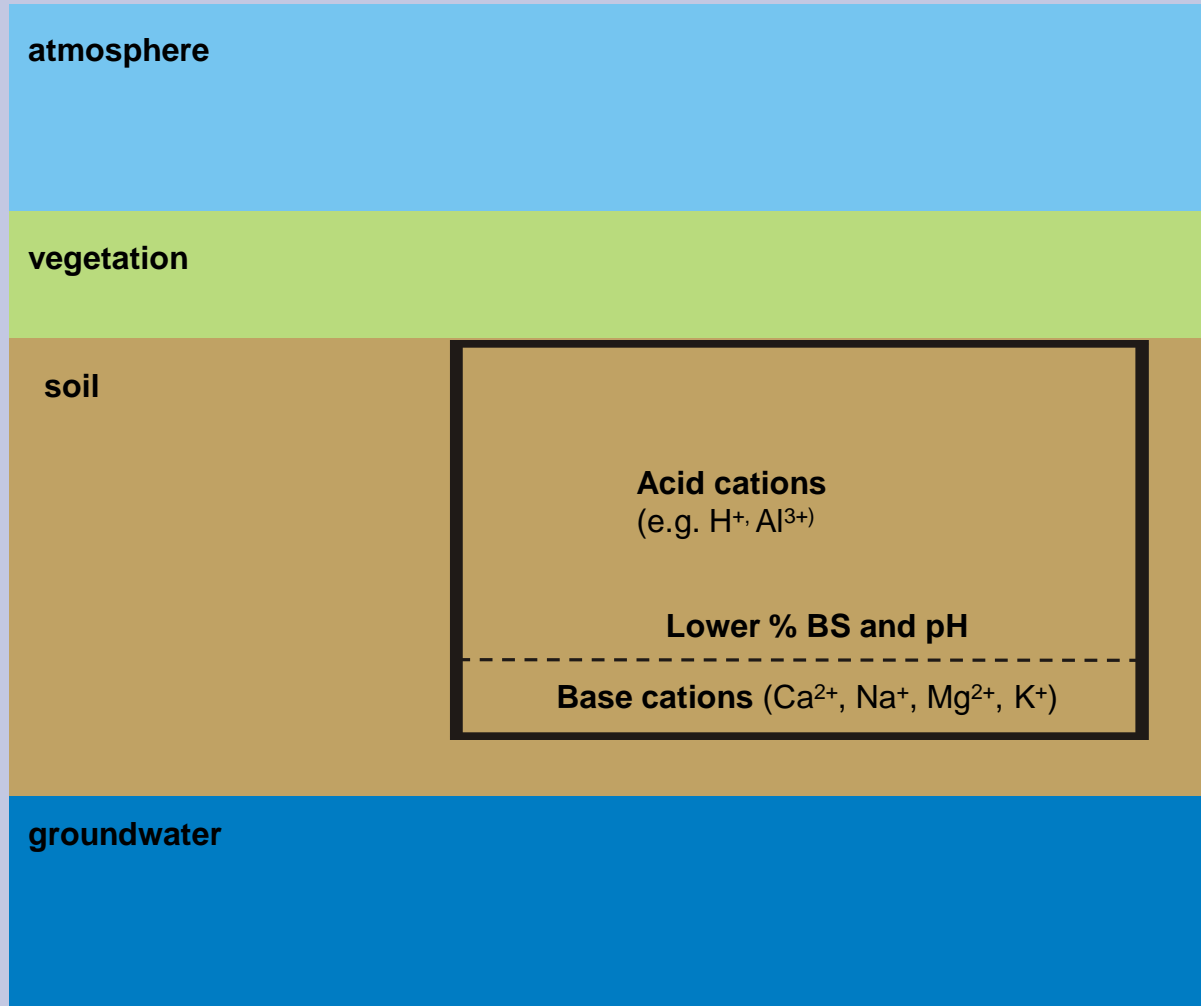 atmosphere
vegetation
soil
Acid cations
(e.g. H⁺˒ Al³⁺⁾
Lower % BS and pH
Base cations (Ca²⁺, Na⁺, Mg²⁺, K⁺)
groundwater